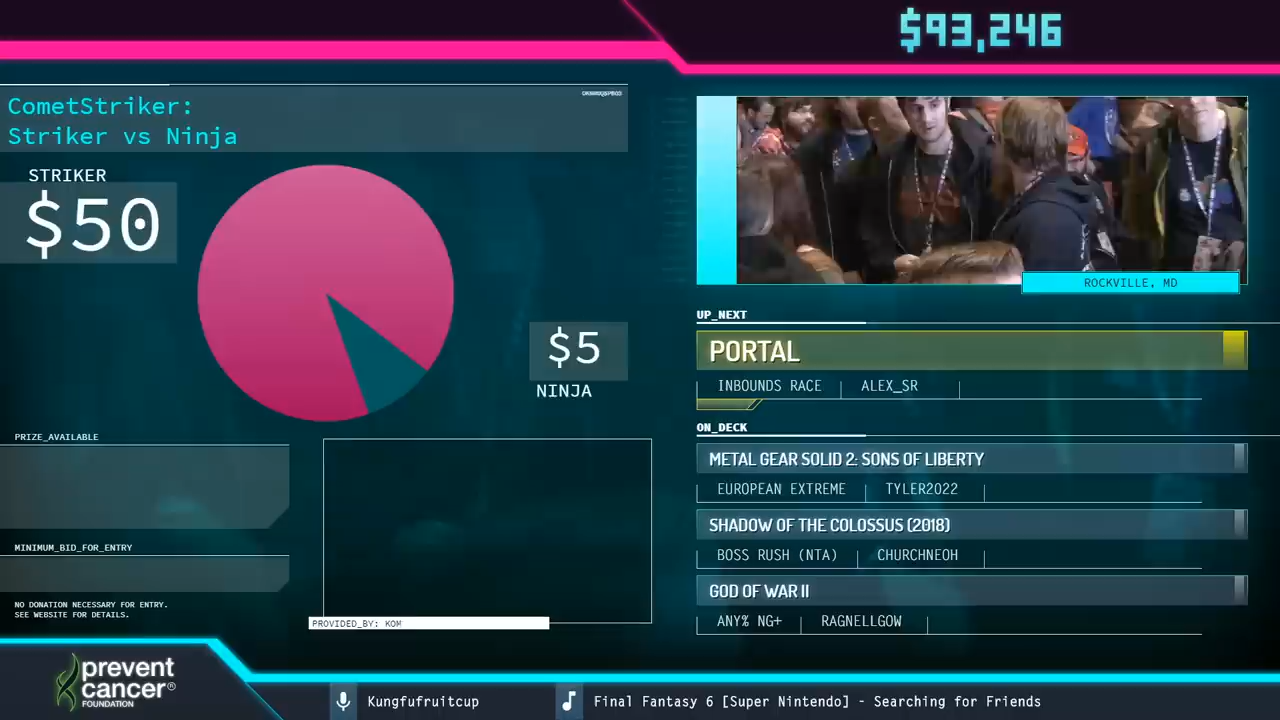 $93,246
CometStriker:
Striker vs Ninja
STRIKER
$50
$5
NINJA
PRIZE_AVAILABLE
MINIMUM_BID_FOR_ENTRY
NO DONATION NECESSARY FOR ENTRY.
SEE WEBSITE FOR DETAILS.
PROVIDED_BY: KOM
ROCKVILLE, MD
UP_NEXT
PORTAL
INBOUNDS RACE
ALEX_SR
ON_DECK
METAL GEAR SOLID 2: SONS OF LIBERTY
EUROPEAN EXTREME
TYLER2022
SHADOW OF THE COLOSSUS (2018)
BOSS RUSH (NTA)
CHURCHNEOH
GOD OF WAR II
ANY% NG+
RAGNELLGOW
prevent
cancer®
FOUNDATION
Kungfufruitcup
Final Fantasy 6 [Super Nintendo] - Searching for Friends